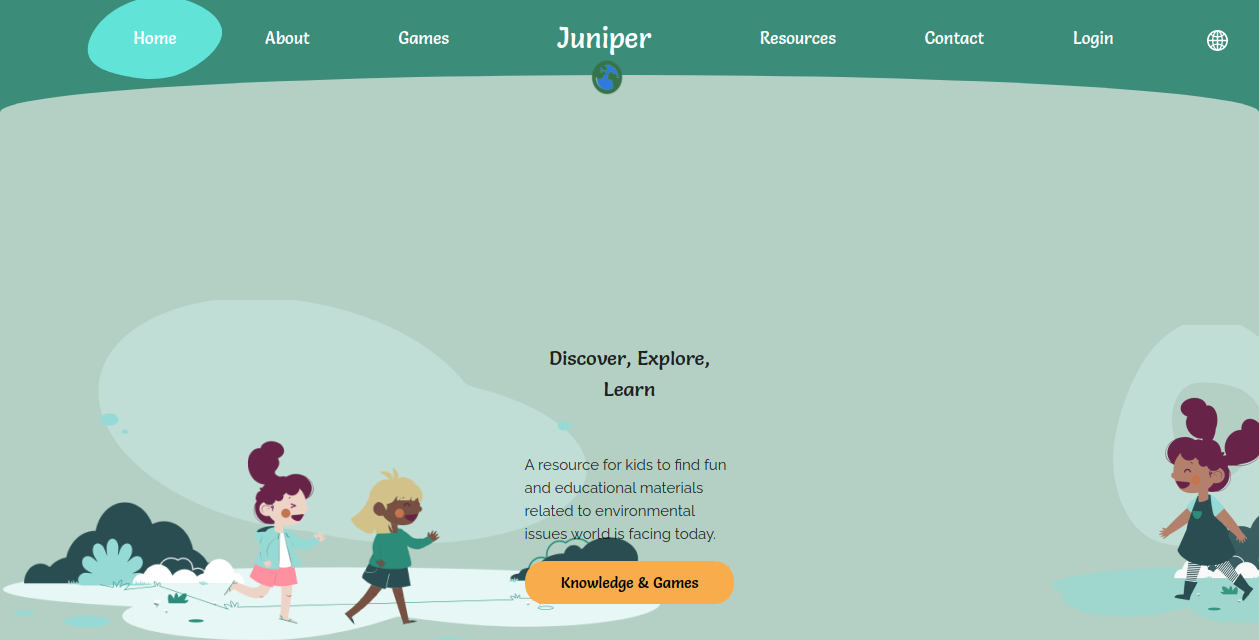 Home
About
Games
Juniper
Resources
Contact
Login
Discover, Explore,
Learn
A resource for kids to find fun
and educational materials
related to environmental
issues world is facing today.
Knowledge & Games